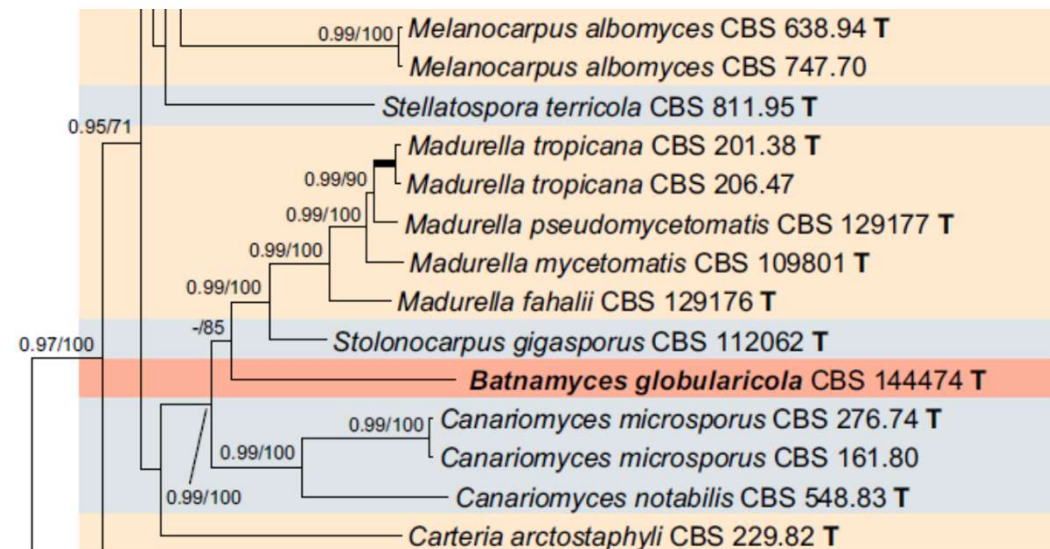 0.99/100 Melanocarpus albomyces CBS 638.94 T
Melanocarpus albomyces CBS 747.70
Stellatospora terricola CBS 811.95 T
0.95/71
Madurella tropicana CBS 201.38 T
0.99/90 Madurella tropicana CBS 206.47
0.99/100 Madurella pseudomycetomatis CBS 129177 T
0.99/100 Madurella mycetomatis CBS 109801 T
0.99/100 Madurella fahalii CBS 129176 T
-/85 Stolonocarpus gigasporus CBS 112062 T
0.97/100
Batnamyces globularicola CBS 144474 T
0.99/100 Canariomyces microsporus CBS 276.74 T
0.99/100 Canariomyces microsporus CBS 161.80
0.99/100 Canariomyces notabilis CBS 548.83 T
Carteria arctostaphyli CBS 229.82 T